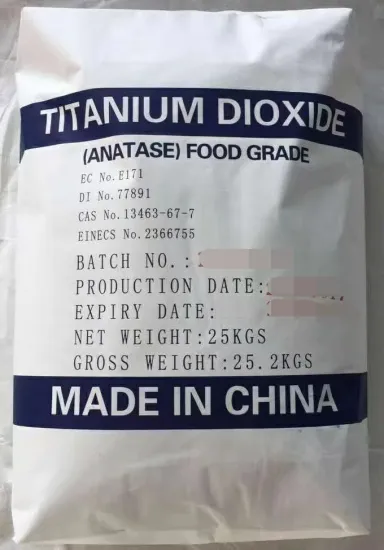 TITANIUM DIOXIDE
(ANATASE) FOOD GRADE
EC No.E171
DI No.77891
CAS No.13463-67-7
EINECS No.2366755
BATCH NO.:
PRODUCTION DATE:
EXPIRY DATE:
NET WEIGHT:25KGS
GROSS WEIGHT:25.2KGS
MADE IN CHINA